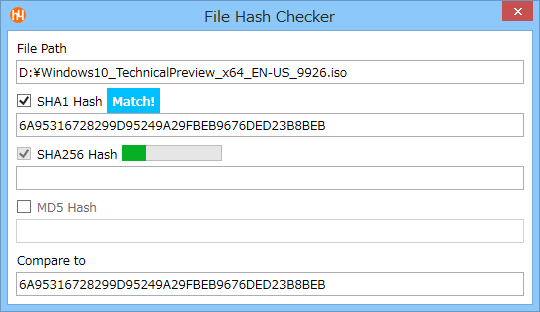 h4
File Hash Checker
File Path
D:¥Windows10_TechnicalPreview_x64_EN-US_9926.iso
SHA1 Hash Match!
6A95316728299D95249A29FBEB9676DED23B8BEB
SHA256 Hash
MD5 Hash
Compare to
6A95316728299D95249A29FBEB9676DED23B8BEB